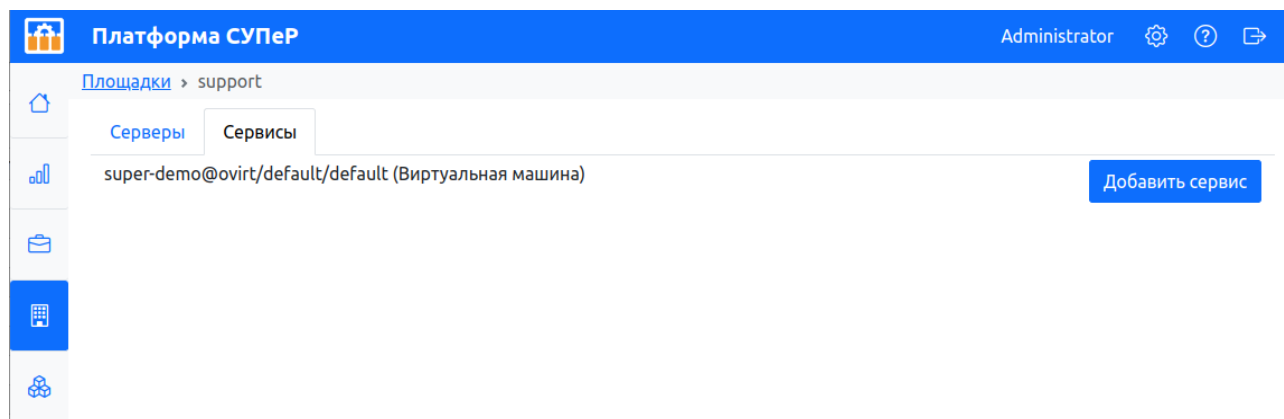 Платформа СУПеР Administrator
Площадки › support
Серверы Сервисы
super-demo@ovirt/default/default (Виртуальная машина) Добавить сервис